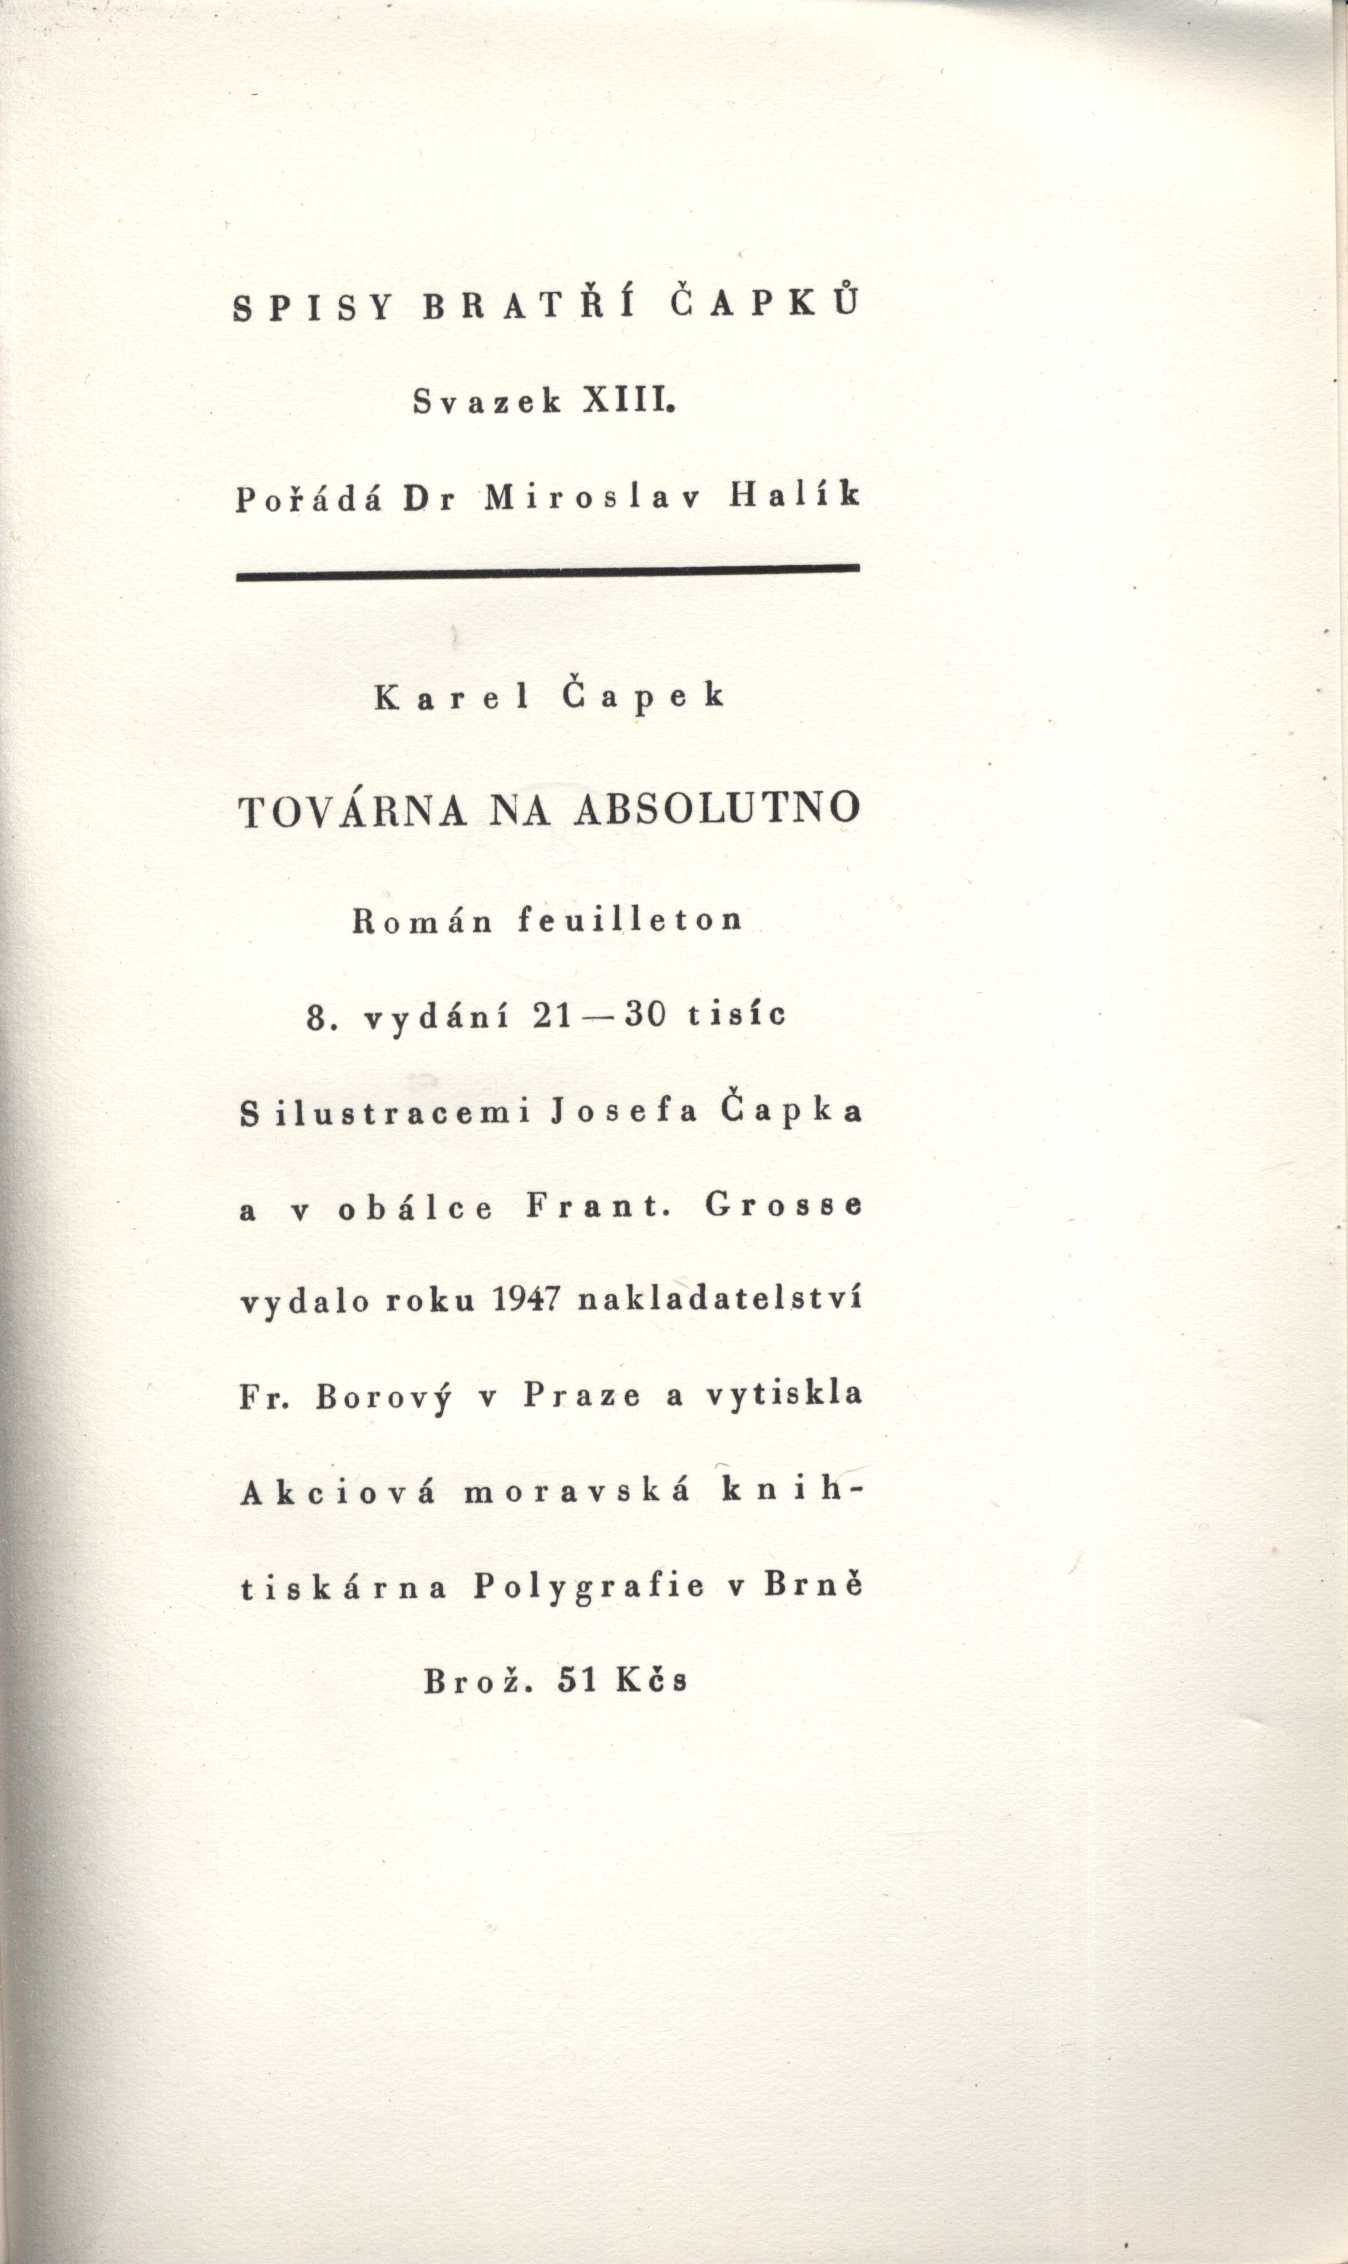 SPISY BRATŘÍ ČAPKŮ
Svazek XIII.
Pořádá Dr Miroslav Halík
Karel Čapek
TOVÁRNA NA ABSOLUTNO
Román feuilleton
8. vydání 21—30 tisíc
S ilustracemi Josefa Čapka
a v obálce Frant. Grosse
vydalo roku 1947 nakladatelství
Fr. Borový v Praze a vytiskla
Akciová moravská knih-
tiskárna Polygrafie v Brně
Brož. 51 Kčs